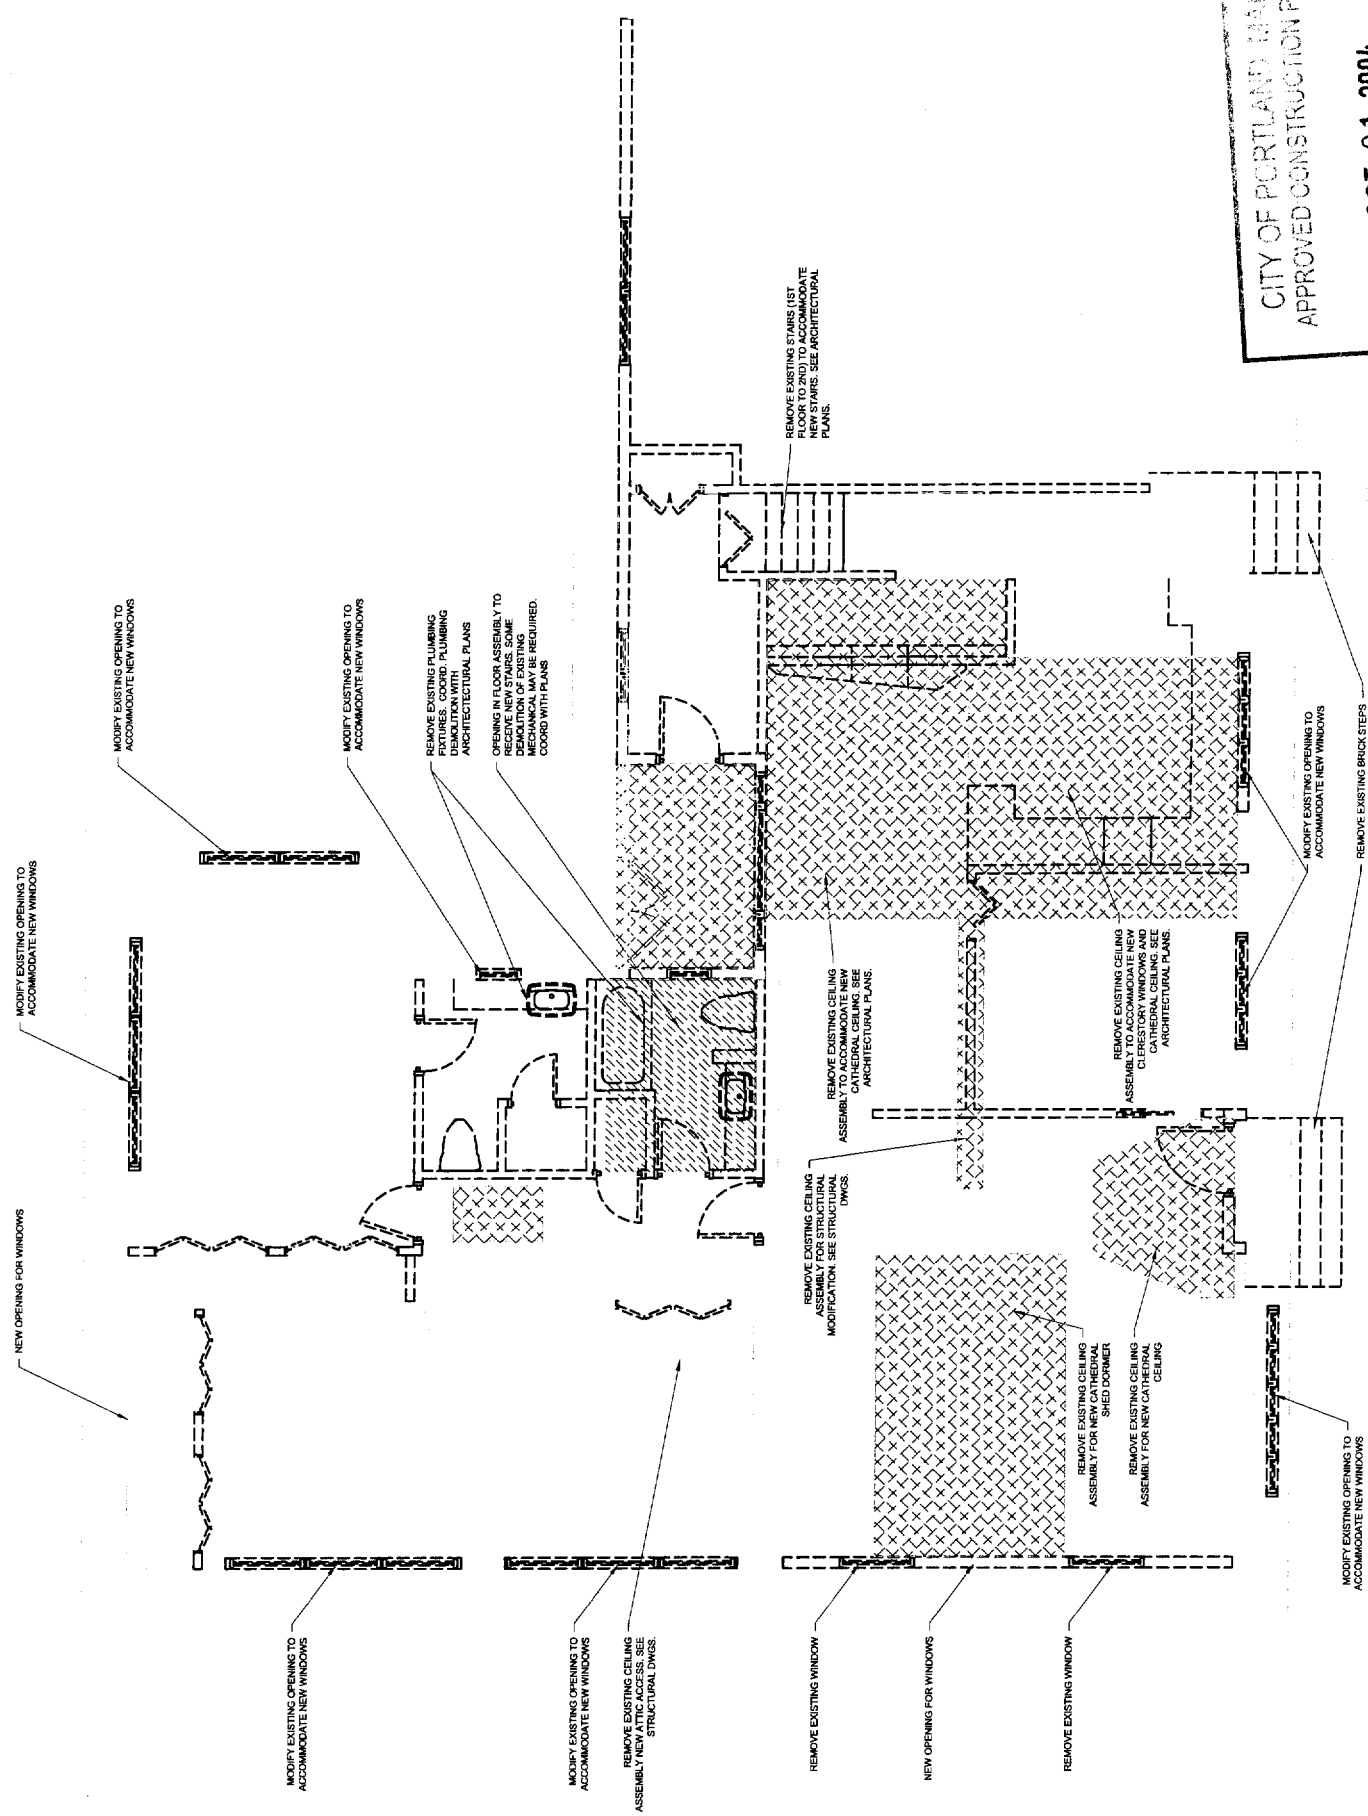 NEW OPENING FOR WINDOWS
MODIFY EXISTING OPENING TO
ACCOMMODATE NEW WINDOWS
MODIFY EXISTING OPENING TO
ACCOMMODATE NEW WINDOWS
MODIFY EXISTING OPENING TO
ACCOMMODATE NEW WINDOWS
REMOVE EXISTING PLUMBING
FIXTURES. COORD. PLUMBING
DEMOLITION WITH
ARCHITECTURAL PLANS
OPENING IN FLOOR ASSEMBLY TO
RECEIVE NEW STAIRS. SOME
DEMOLITION OF EXISTING
MECHANICAL MAY BE REQUIRED.
COORD WITH PLANS
REMOVE EXISTING STAIRS (1ST
FLOOR TO 2ND) TO ACCOMMODATE
NEW STAIRS. SEE ARCHITECTURAL
PLANS.
MODIFY EXISTING OPENING TO
ACCOMMODATE NEW WINDOWS
MODIFY EXISTING OPENING TO
ACCOMMODATE NEW WINDOWS
REMOVE EXISTING CEILING
ASSEMBLY NEW ATTIC ACCESS. SEE
STRUCTURAL DWGS.
REMOVE EXISTING WINDOW
NEW OPENING FOR WINDOWS
REMOVE EXISTING WINDOW
REMOVE EXISTING CEILING
ASSEMBLY FOR STRUCTURAL
MODIFICATION. SEE STRUCTURAL
DWGS.
REMOVE EXISTING CEILING
ASSEMBLY TO ACCOMMODATE NEW
CATHEDRAL CEILING. SEE
ARCHITECTURAL PLANS.
REMOVE EXISTING CEILING
ASSEMBLY TO ACCOMMODATE NEW
CLERESTORY WINDOWS AND
CATHEDRAL CEILING. SEE
ARCHITECTURAL PLANS.
REMOVE EXISTING CEILING
ASSEMBLY FOR NEW CATHEDRAL
SHED DORMER
REMOVE EXISTING CEILING
ASSEMBLY FOR NEW CATHEDRAL
CEILING
MODIFY EXISTING OPENING TO
ACCOMMODATE NEW WINDOWS
REMOVE EXISTING BRICK STEPS
MODIFY EXISTING OPENING TO
ACCOMMODATE NEW WINDOWS
CITY OF PORTLAND
APPROVED CONSTRUCTION